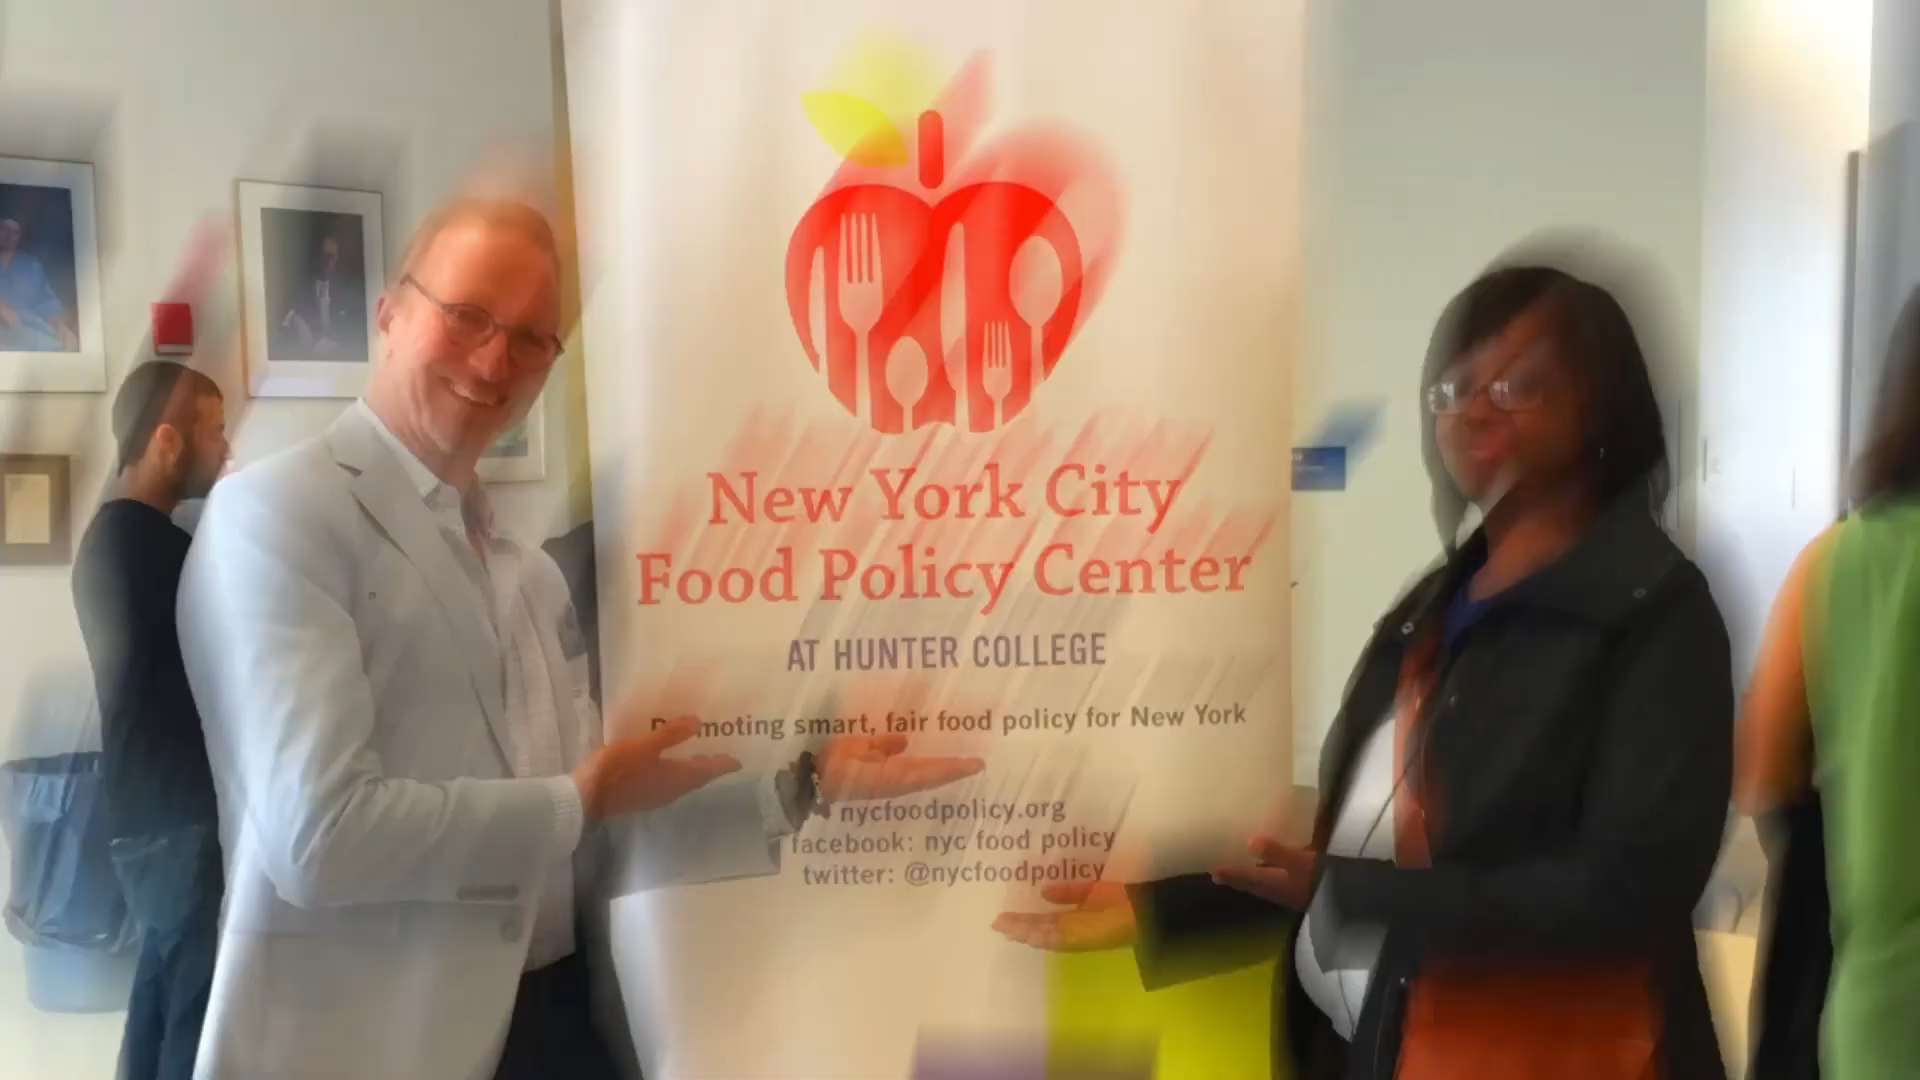 New York City
Food Policy Center
AT HUNTER COLLEGE
smart, fair food policy for New York
nycfoodpolicy.org
facebook: nyc food policy
twitter: @nycfoodpolicy